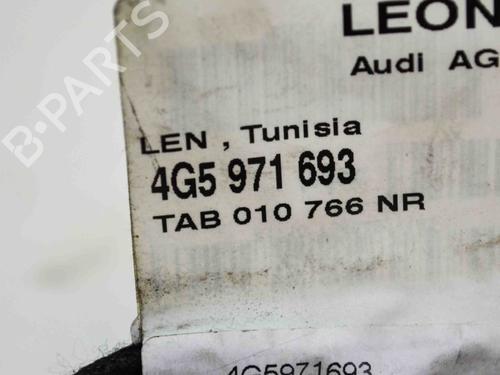 LEON
Audi AG
LEN , Tunisia
4G5 971 693
TAB 010 766 NR
4G5971693
B-PARTS